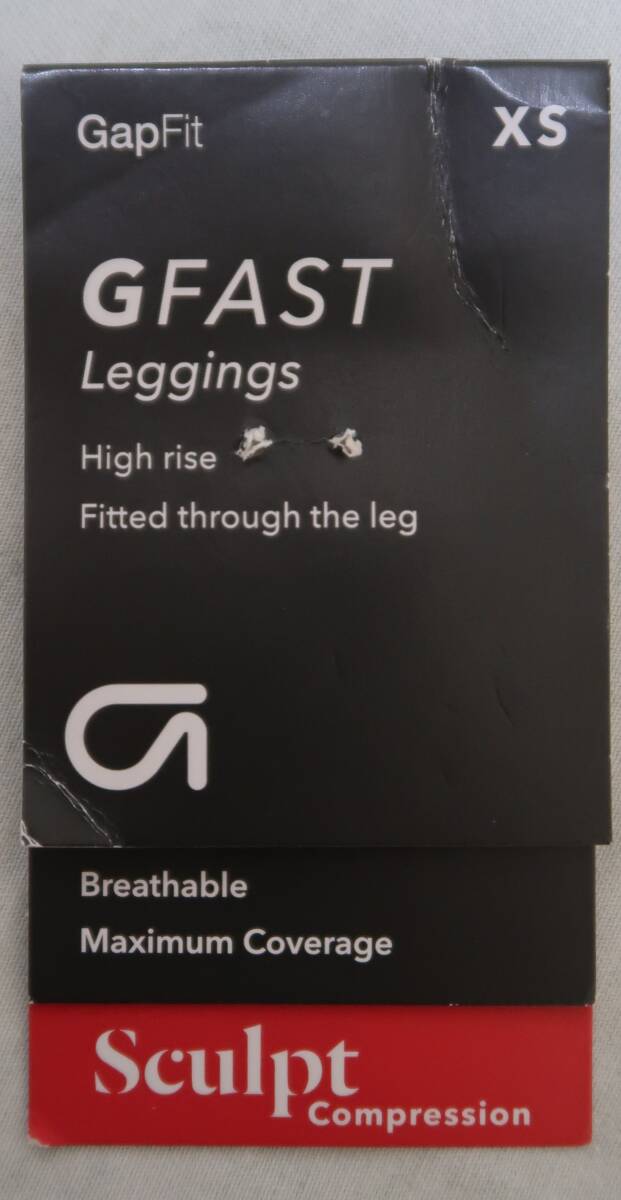 GapFit XS
GFAST
Leggings
High rise
Fitted through the leg
Breathable
Maximum Coverage
Sculpt
Compression